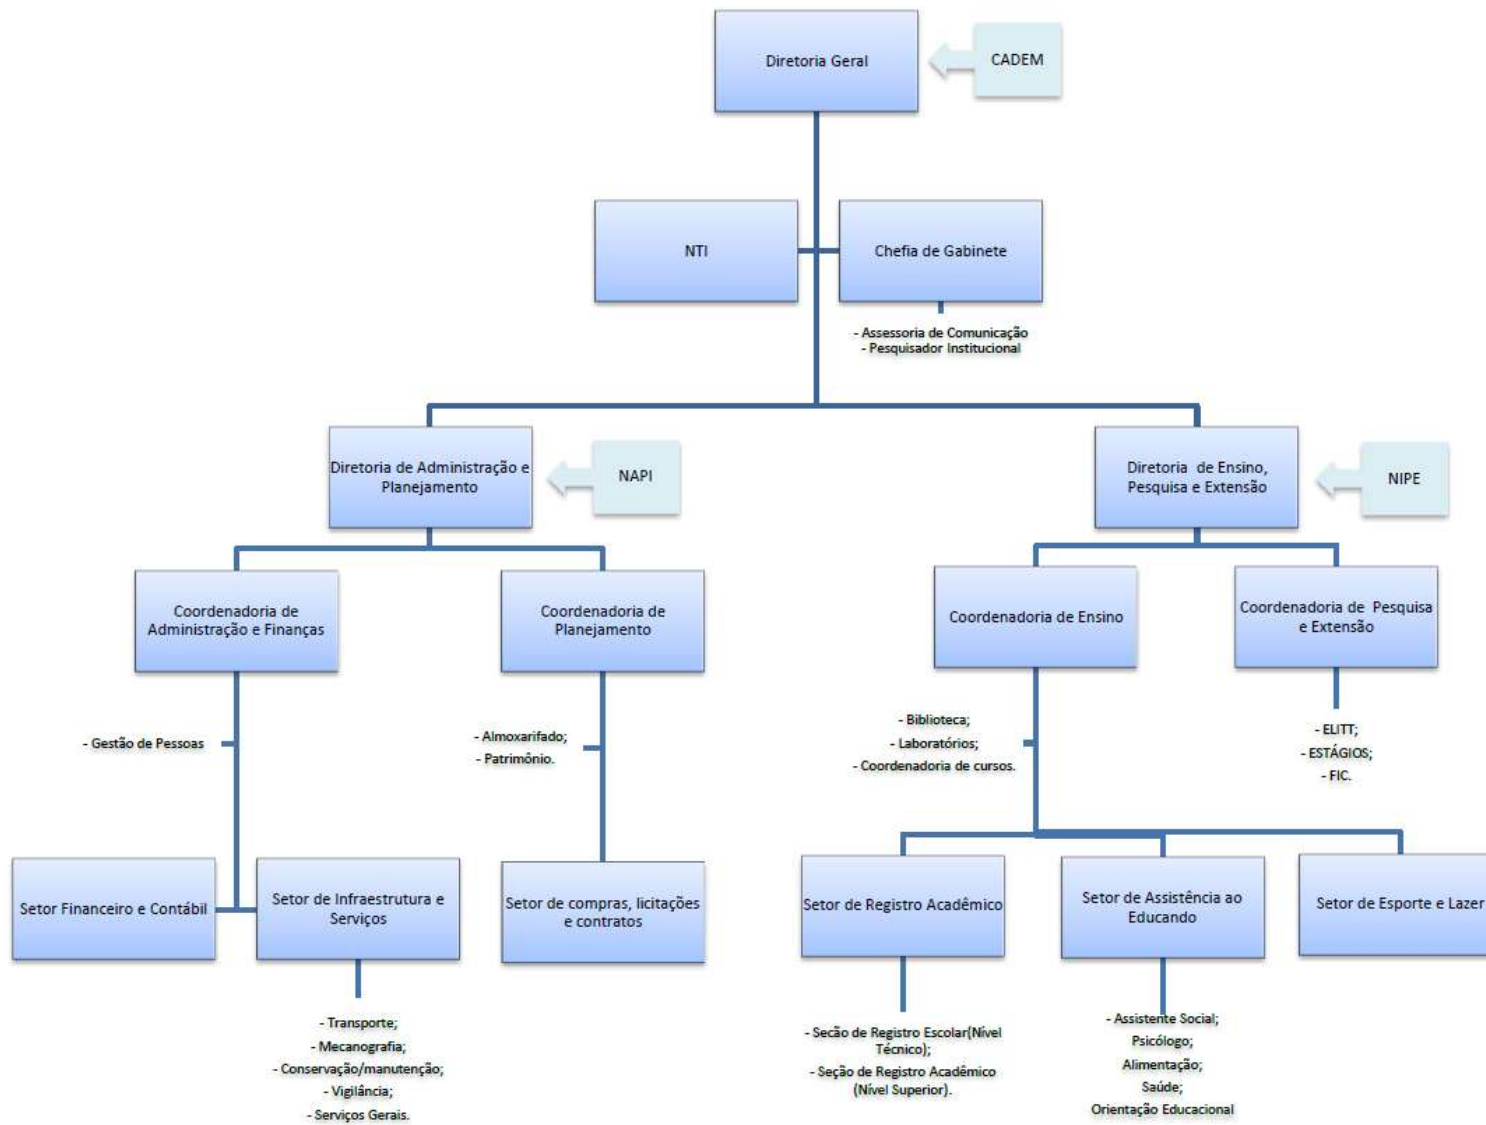 Diretoria Geral
CADEM
NTI
Chefia de Gabinete
- Assessoria de Comunicação
- Pesquisador Institucional
Diretoria de Administração e
Planejamento
NAPI
Diretoria de Ensino,
Pesquisa e Extensão
NIPE
Coordenadoria de
Administração e Finanças
Coordenadoria de
Planejamento
Coordenadoria de Ensino
Coordenadoria de Pesquisa
e Extensão
- Gestão de Pessoas
- Almoxarifado;
- Patrimônio.
- Biblioteca;
- Laboratórios;
- Coordenadoria de cursos.
- ELITT;
- ESTÁGIOS;
- FIC.
Setor Financeiro e Contábil
Setor de Infraestrutura e
Serviços
Setor de compras, licitações
e contratos
Setor de Registro Acadêmico
Setor de Assistência ao
Educando
Setor de Esporte e Lazer
- Transporte;
- Mecanografia;
- Conservação/manutenção;
- Vigilância;
- Serviços Gerais.
- Secão de Registro Escolar(Nível
Técnico);
- Seção de Registro Acadêmico
(Nível Superior).
- Assistente Social;
Psicólogo;
Alimentação;
Saúde;
Orientação Educacional